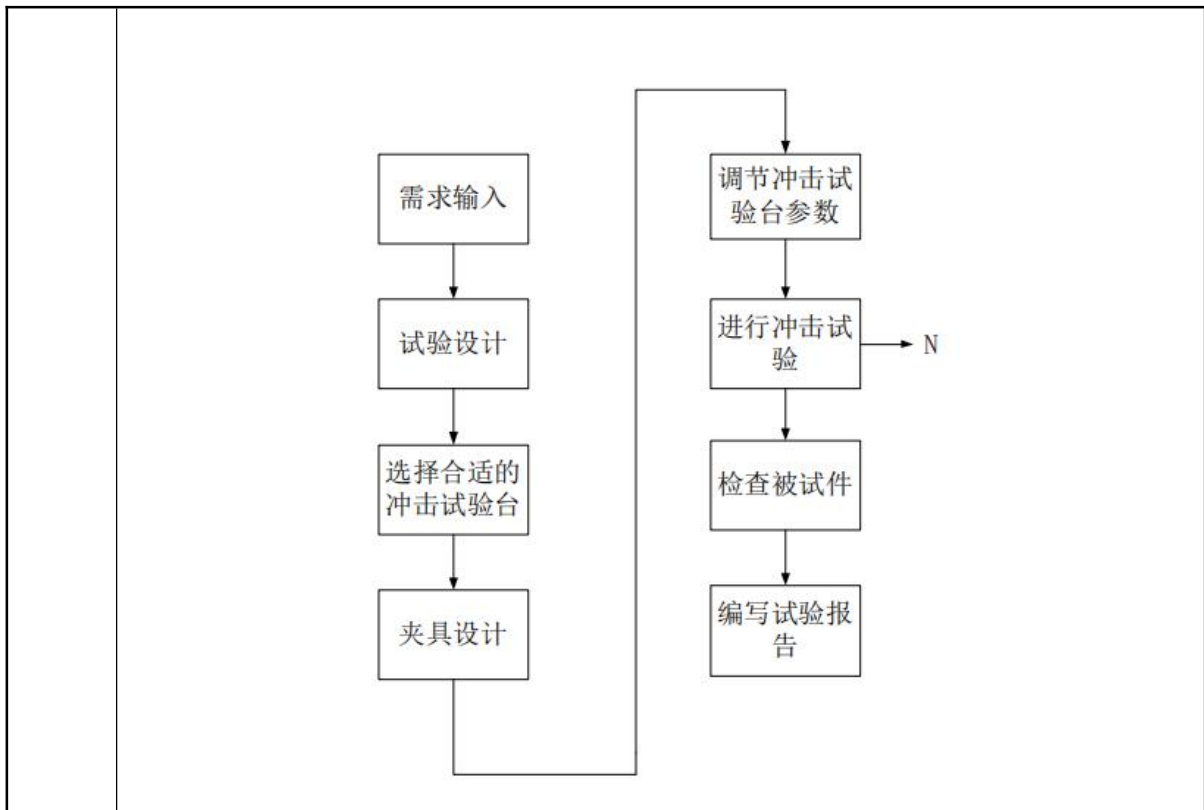 需求输入
试验设计
选择合适的
冲击试验台
夹具设计
调节冲击试
验台参数
进行冲击试
验
N
检查被试件
编写试验报
告